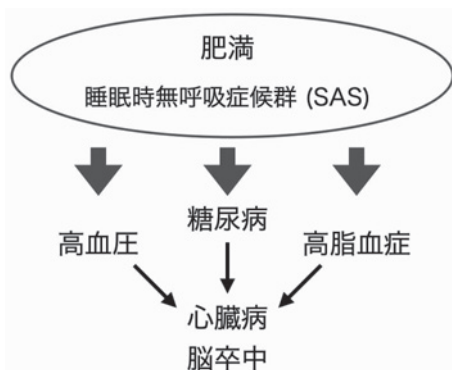 肥満
睡眠時無呼吸症候群 (SAS)
糖尿病
高血圧
高脂血症
心臓病
脳卒中